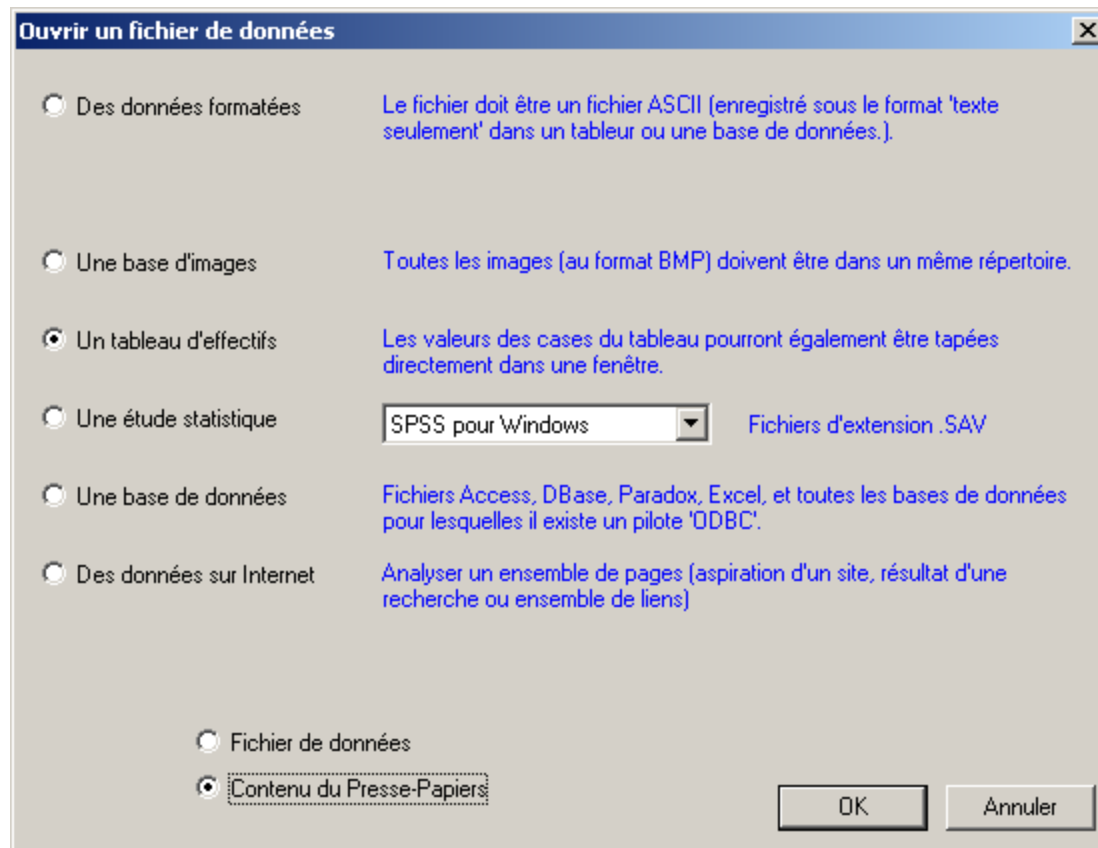 Ouvrir un fichier de données
Des données formatées
Le fichier doit être un fichier ASCII (enregistré sous le format 'texte
seulement' dans un tableur ou une base de données.).
Une base d'images
Toutes les images (au format BMP) doivent être dans un même répertoire.
Un tableau d'effectifs
Les valeurs des cases du tableau pourront également être tapées
directement dans une fenêtre.
Une étude statistique
SPSS pour Windows
Fichiers d'extension .SAV
Une base de données
Fichiers Access, DBase, Paradox, Excel, et toutes les bases de données
pour lesquelles il existe un pilote 'ODBC'.
Des données sur Internet
Analyser un ensemble de pages (aspiration d'un site, résultat d'une
recherche ou ensemble de liens)
Fichier de données
Contenu du Presse-Papiers
OK
Annuler